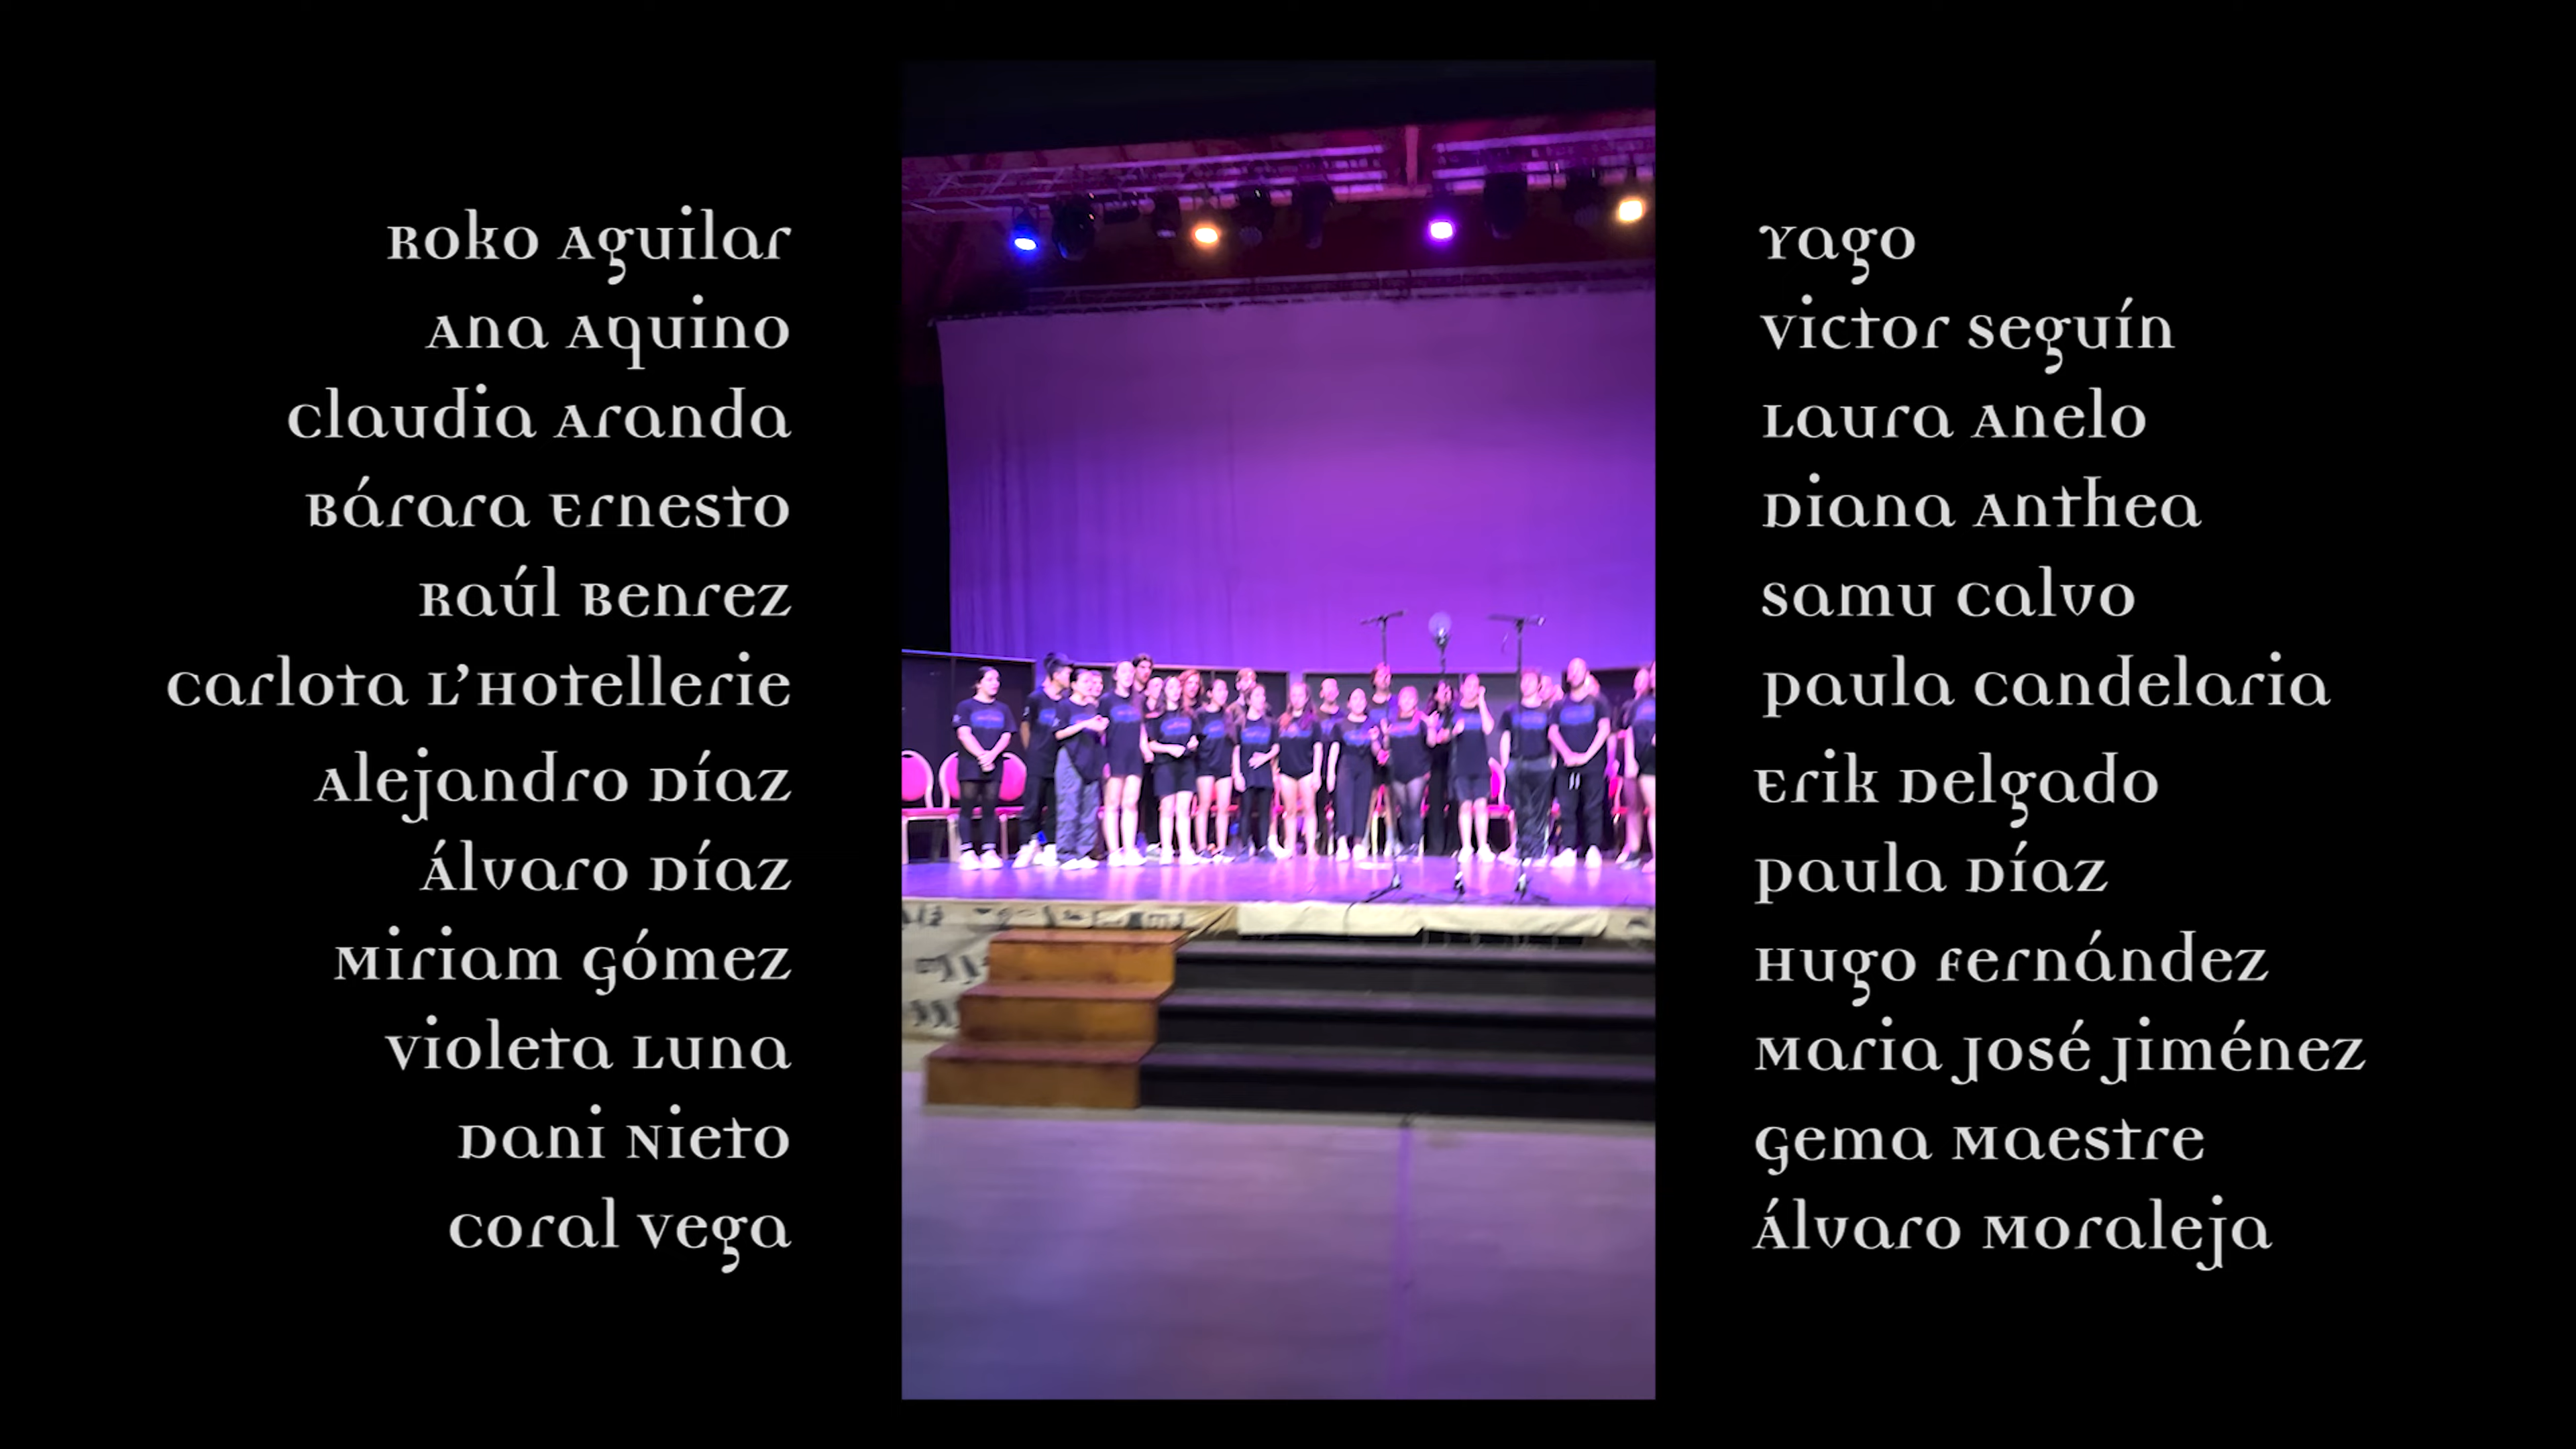 Roko Aguilar
Ana Aquino
Claudia Aranda
Bárara Ernesto
Raúl Benrez
Carlota L'Hotellerie
Alejandro Díaz
Álvaro Díaz
Miriam Gómez
Violeta Luna
Dani Nieto
Coral Vega
Yago
Victor Seguín
Laura Anelo
Diana Anthea
Samu Calvo
Paula Candelaria
Erik Delgado
Paula Díaz
Hugo Fernández
Maria José Jiménez
Gema Maestre
Álvaro Moraleja